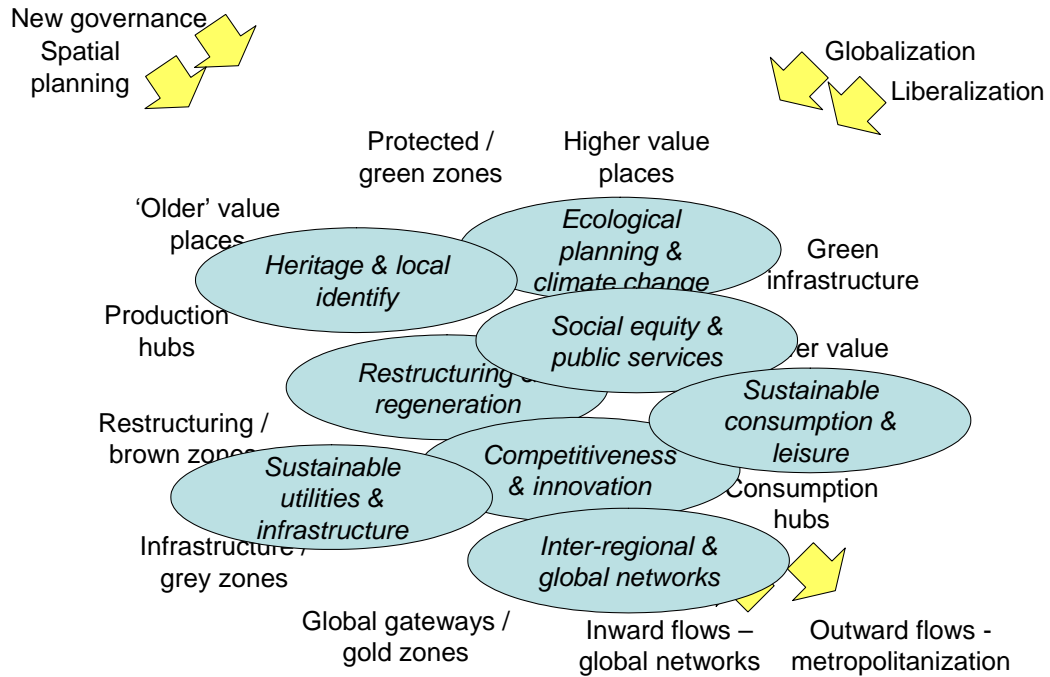 New governance
Spatial
planning
Globalization
Liberalization
Protected /
green zones
Higher value
places
'Older' value
places
Ecological
planning &
climate change
Heritage & local
identify
Green
infrastructure
Production
hubs
Social equity &
public services
value
Restructuring
regeneration
Sustainable
consumption &
leisure
Restructuring /
brown zones
Competitiveness
& innovation
Sustainable
utilities &
infrastructure
Consumption
hubs
Infrastructure /
grey zones
Inter-regional &
global networks
Global gateways /
gold zones
Inward flows –
global networks
Outward flows -
metropolitanization